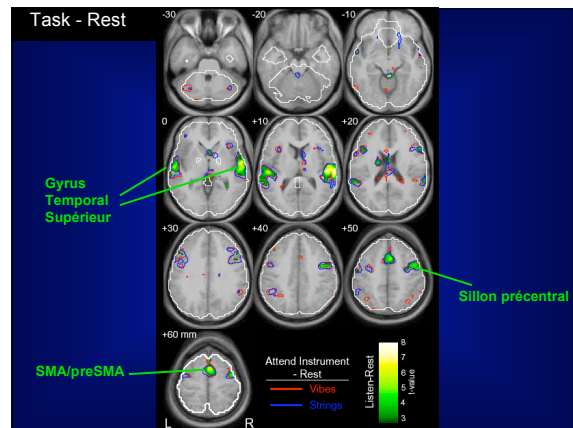 Task - Rest
-30
-20
-10
0
+10
+20
Gyrus
Temporal
Supérieur
+30
+40
+50
Sillon précentral
+60 mm
SMA/preSMA
L
R
Attend Instrument
- Rest
Vibes
Strings
Listen-Rest
t-value
8
7
6
5
4
3